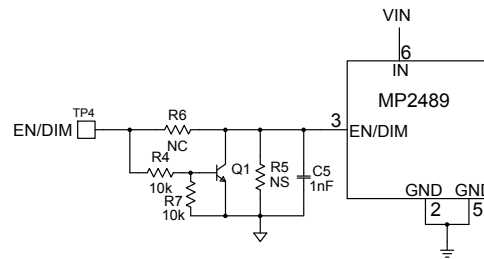 VIN
6
IN
MP2489
TP4
EN/DIM
R6
NC
3
EN/DIM
R4
10k
Q1
R5
NS
C5
1nF
R7
10k
GND
GND
2
5